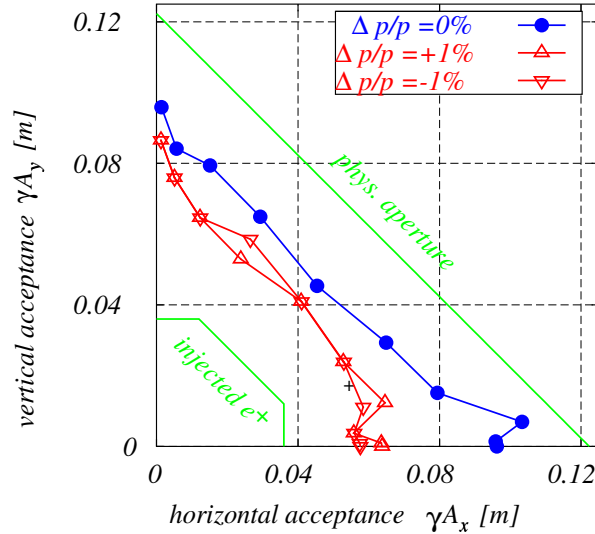 0.12
Δ p/p =0%
Δ p/p =+1%
Δ p/p =-1%
vertical acceptance γA_y [m]
0.08
phys. aperture
0.04
injected e+
0
0 0.04 0.08 0.12
horizontal acceptance γA_x [m]